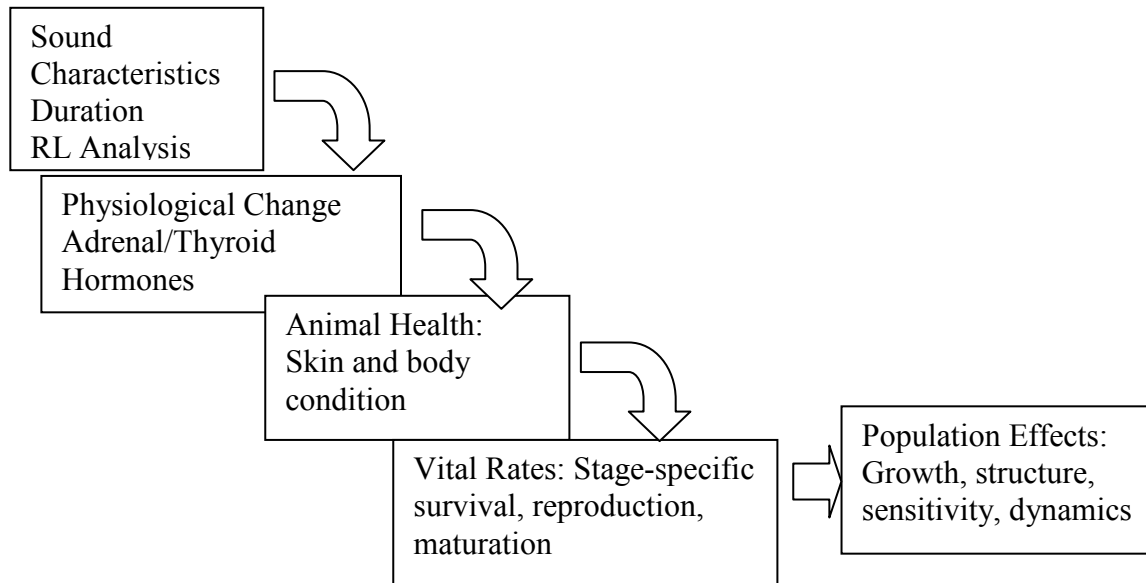 Sound
Characteristics
Duration
RL Analysis
Physiological Change
Adrenal/Thyroid
Hormones
Animal Health:
Skin and body
condition
Vital Rates: Stage-specific
survival, reproduction,
maturation
Population Effects:
Growth, structure,
sensitivity, dynamics